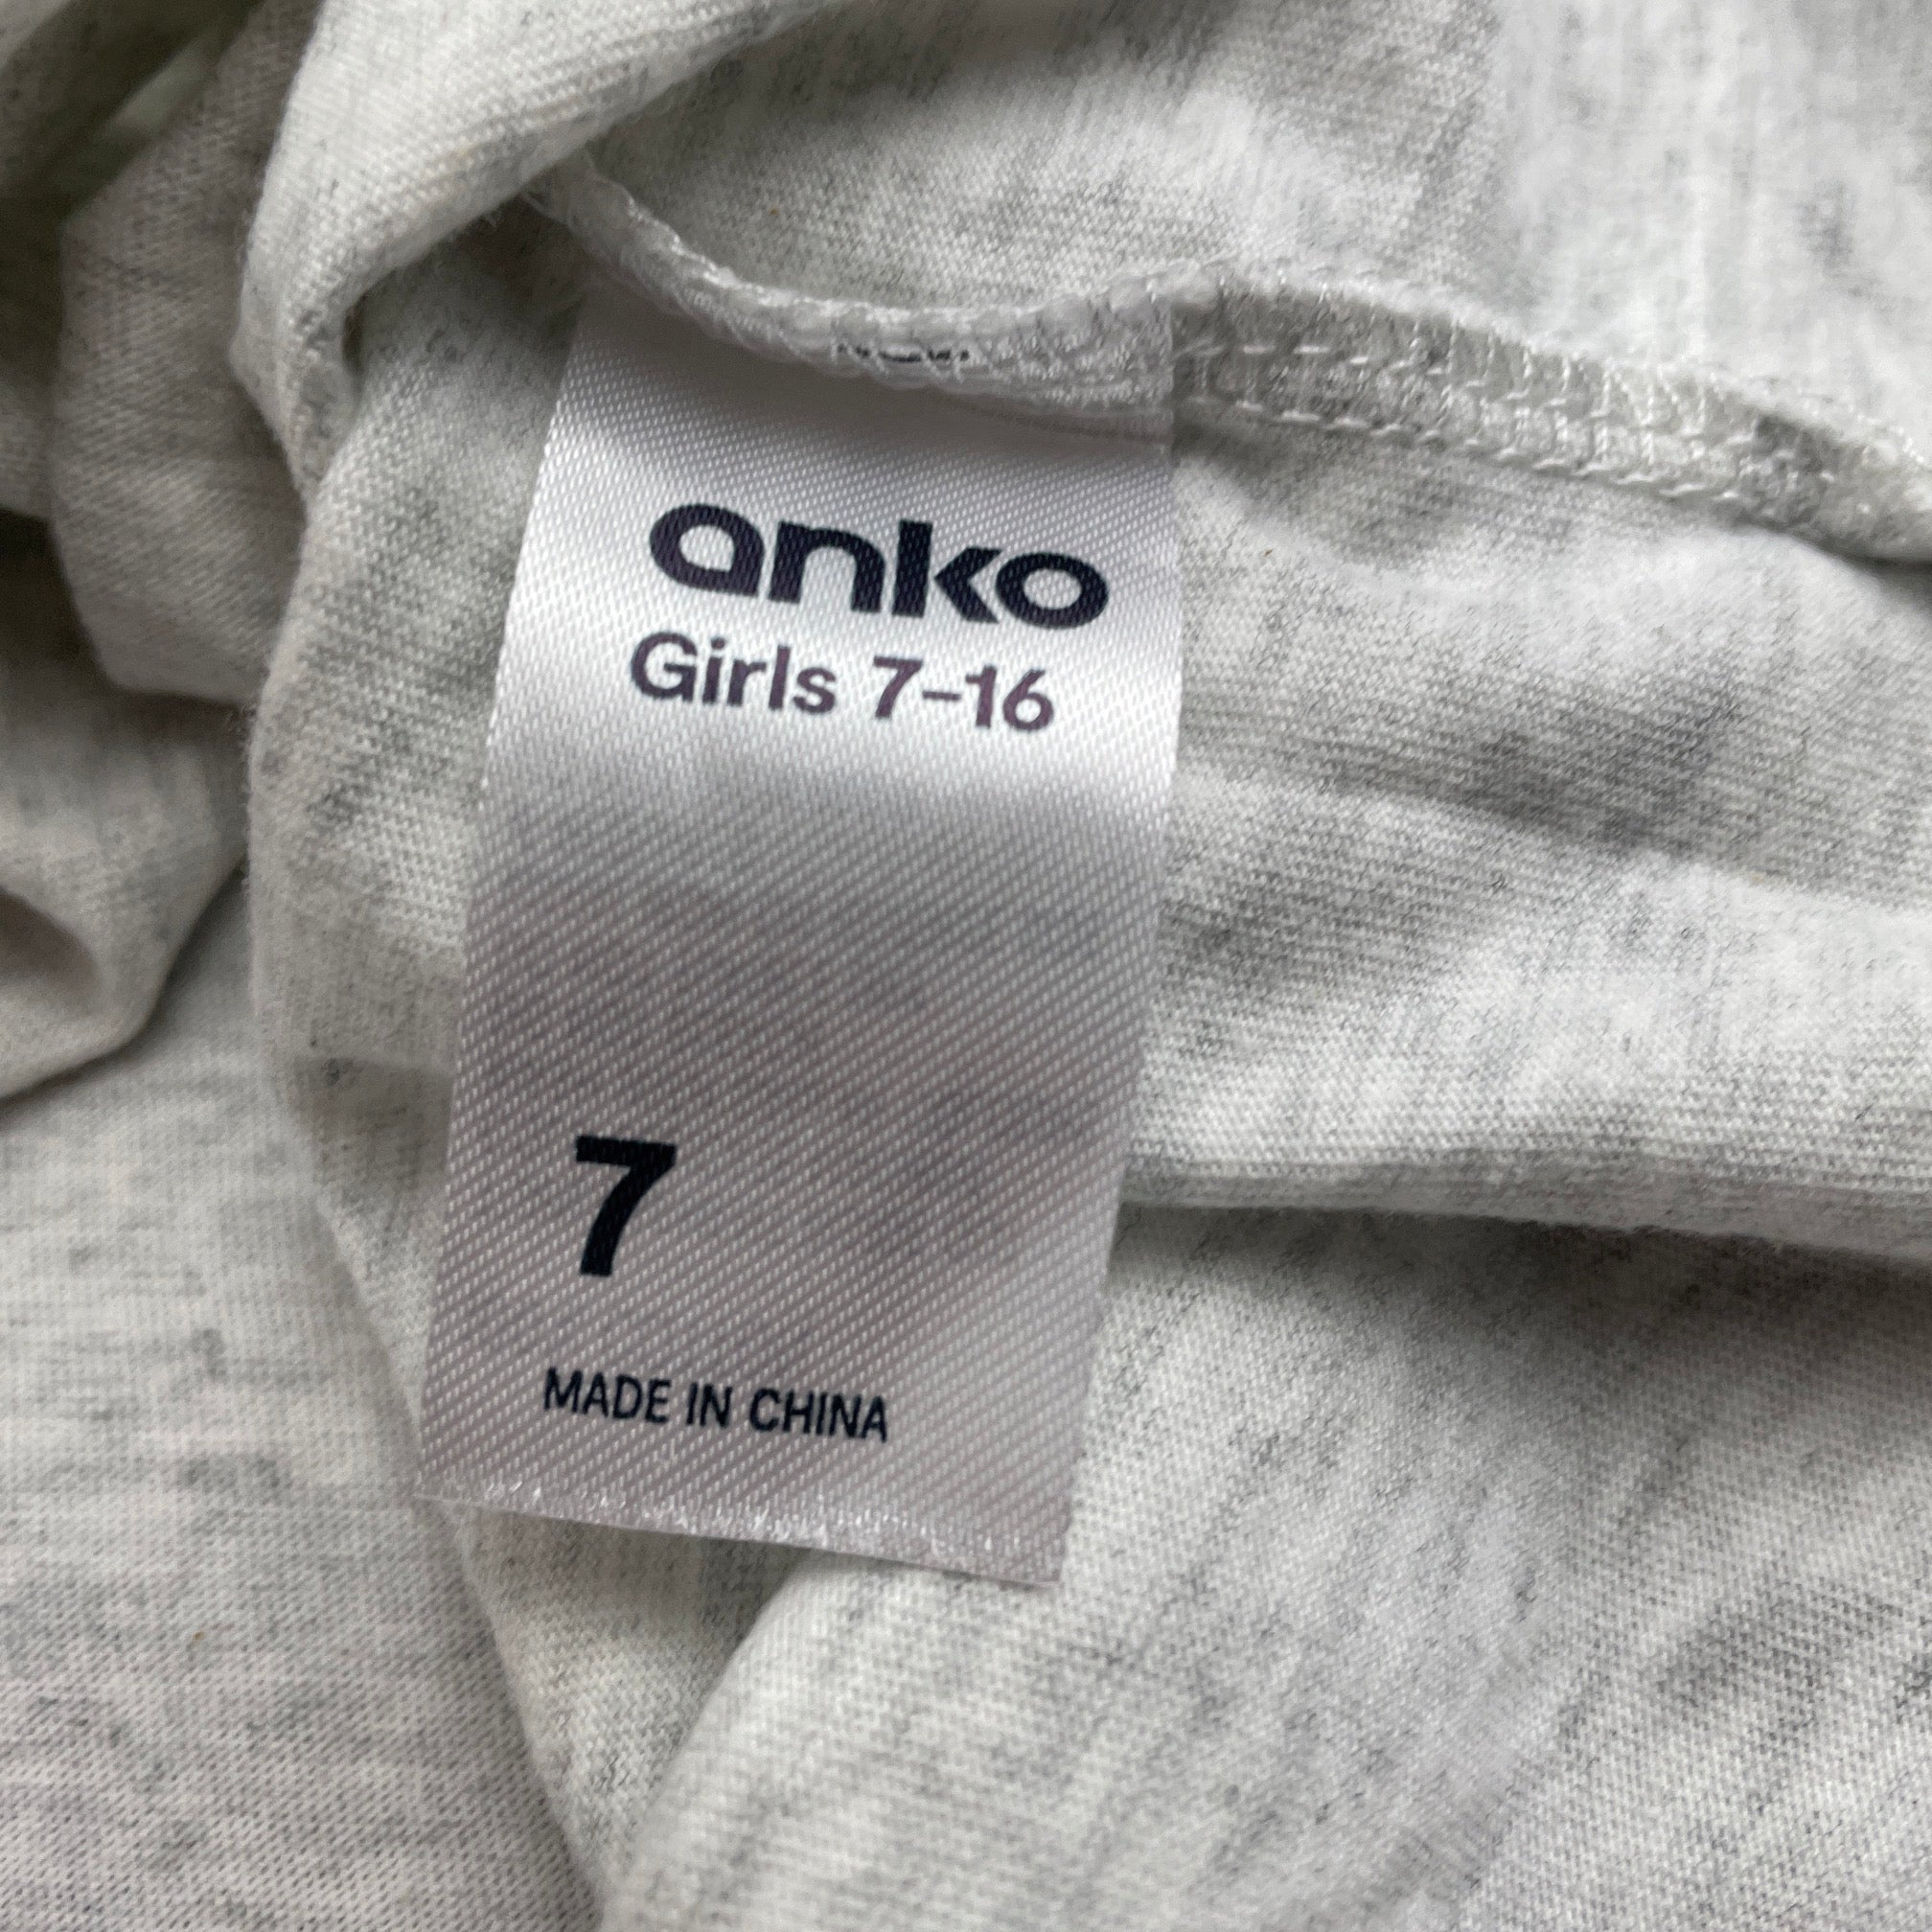 anko
Girls 7-16
7
MADE IN CHINA